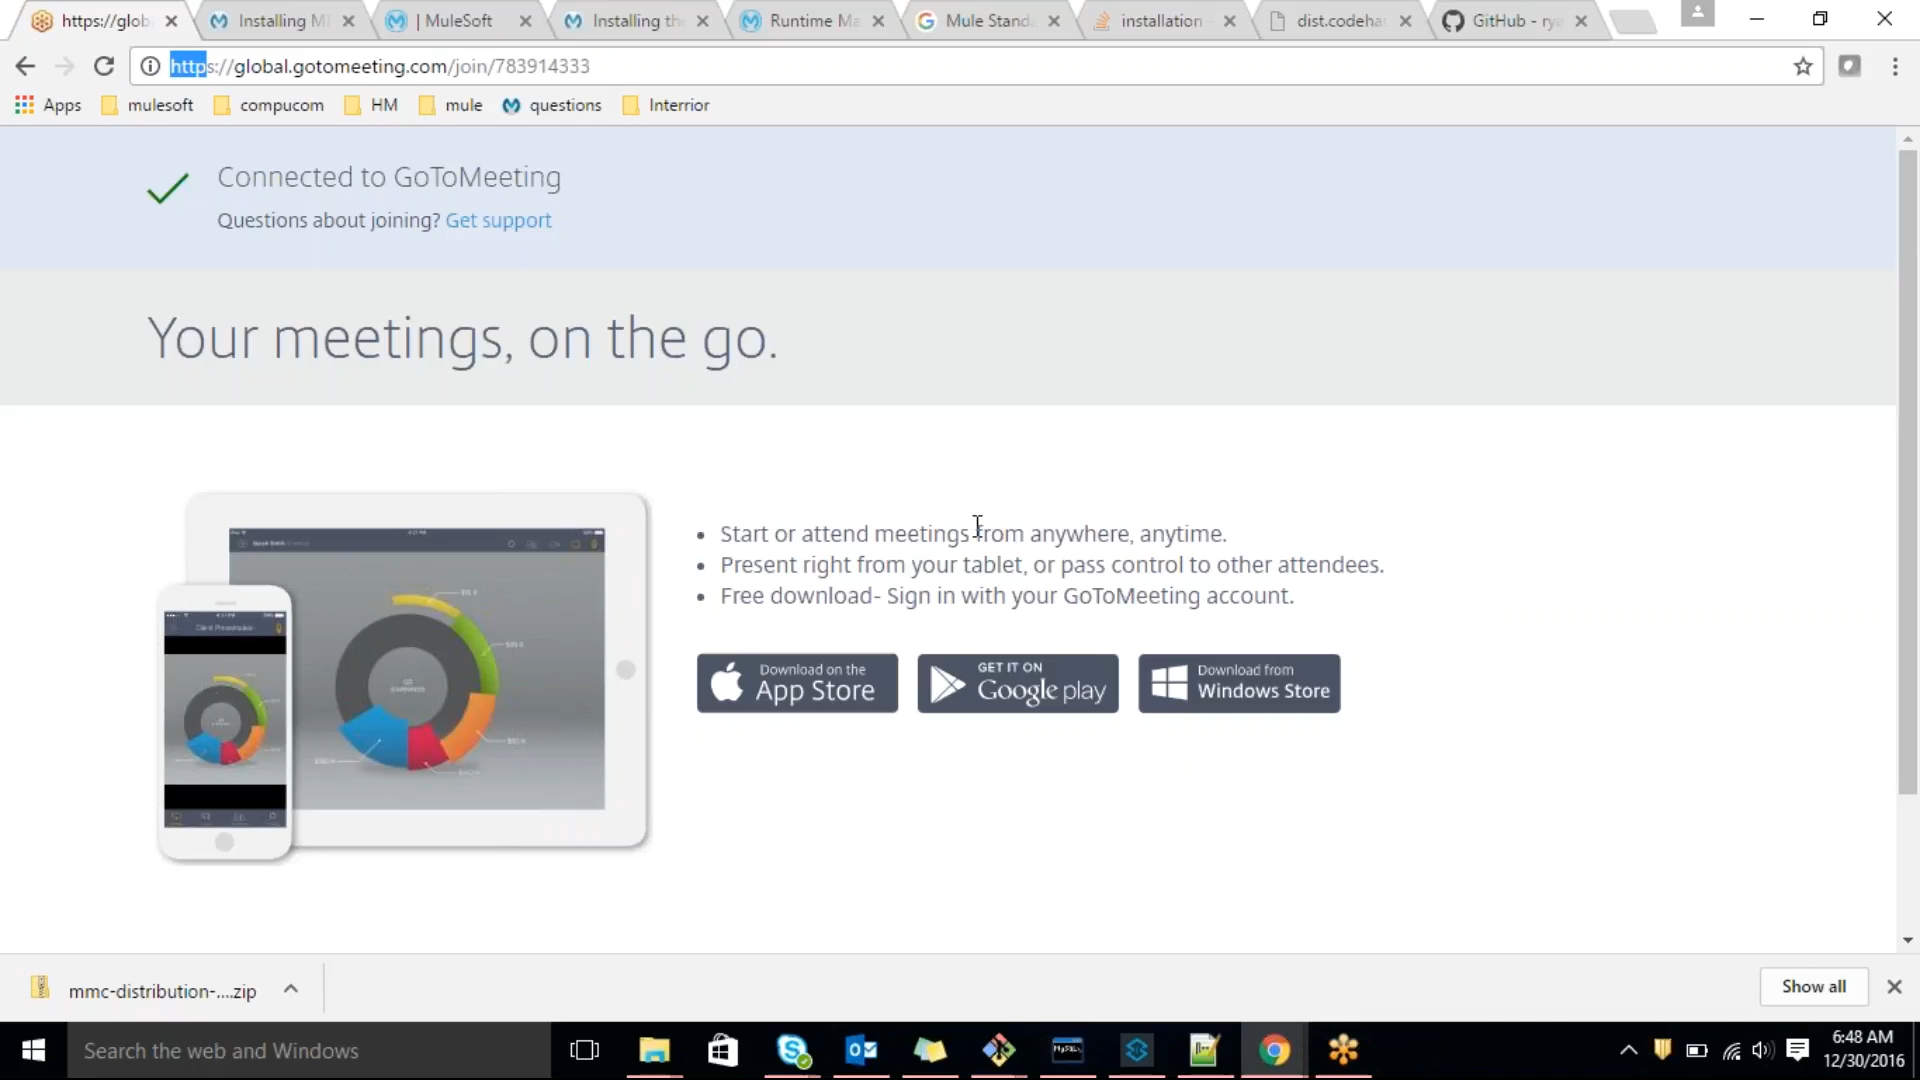 https://glob
Installing M
| MuleSoft
Installing th
Runtime Ma
Mule Stand
installation
dist.codeha
GitHub - rya
https://global.gotomeeting.com/join/783914333
Apps mulesoft compucom HM mule questions Interrior
Connected to GoToMeeting
Questions about joining? Get support
Your meetings, on the go.
Start or attend meetings from anywhere, anytime.
Present right from your tablet, or pass control to other attendees.
Free download- Sign in with your GoToMeeting account.
Download on the
App Store
GET IT ON
Google play
Download from
Windows Store
Client Presentation
mmc-distribution-....zip
Show all
Search the web and Windows
6:48 AM
12/30/2016